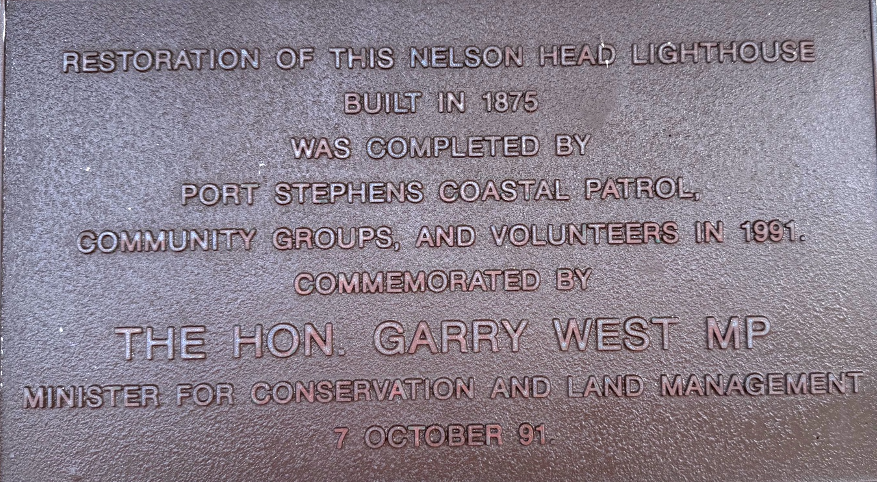 RESTORATION OF THIS NELSON HEAD LIGHTHOUSE
BUILT IN 1875
WAS COMPLETED BY
PORT STEPHENS COASTAL PATROL,
COMMUNITY GROUPS, AND VOLUNTEERS IN 1991.
COMMEMORATED BY
THE HON. GARRY WEST MP
MINISTER FOR CONSERVATION AND LAND MANAGEMENT
7 OCTOBER 91.